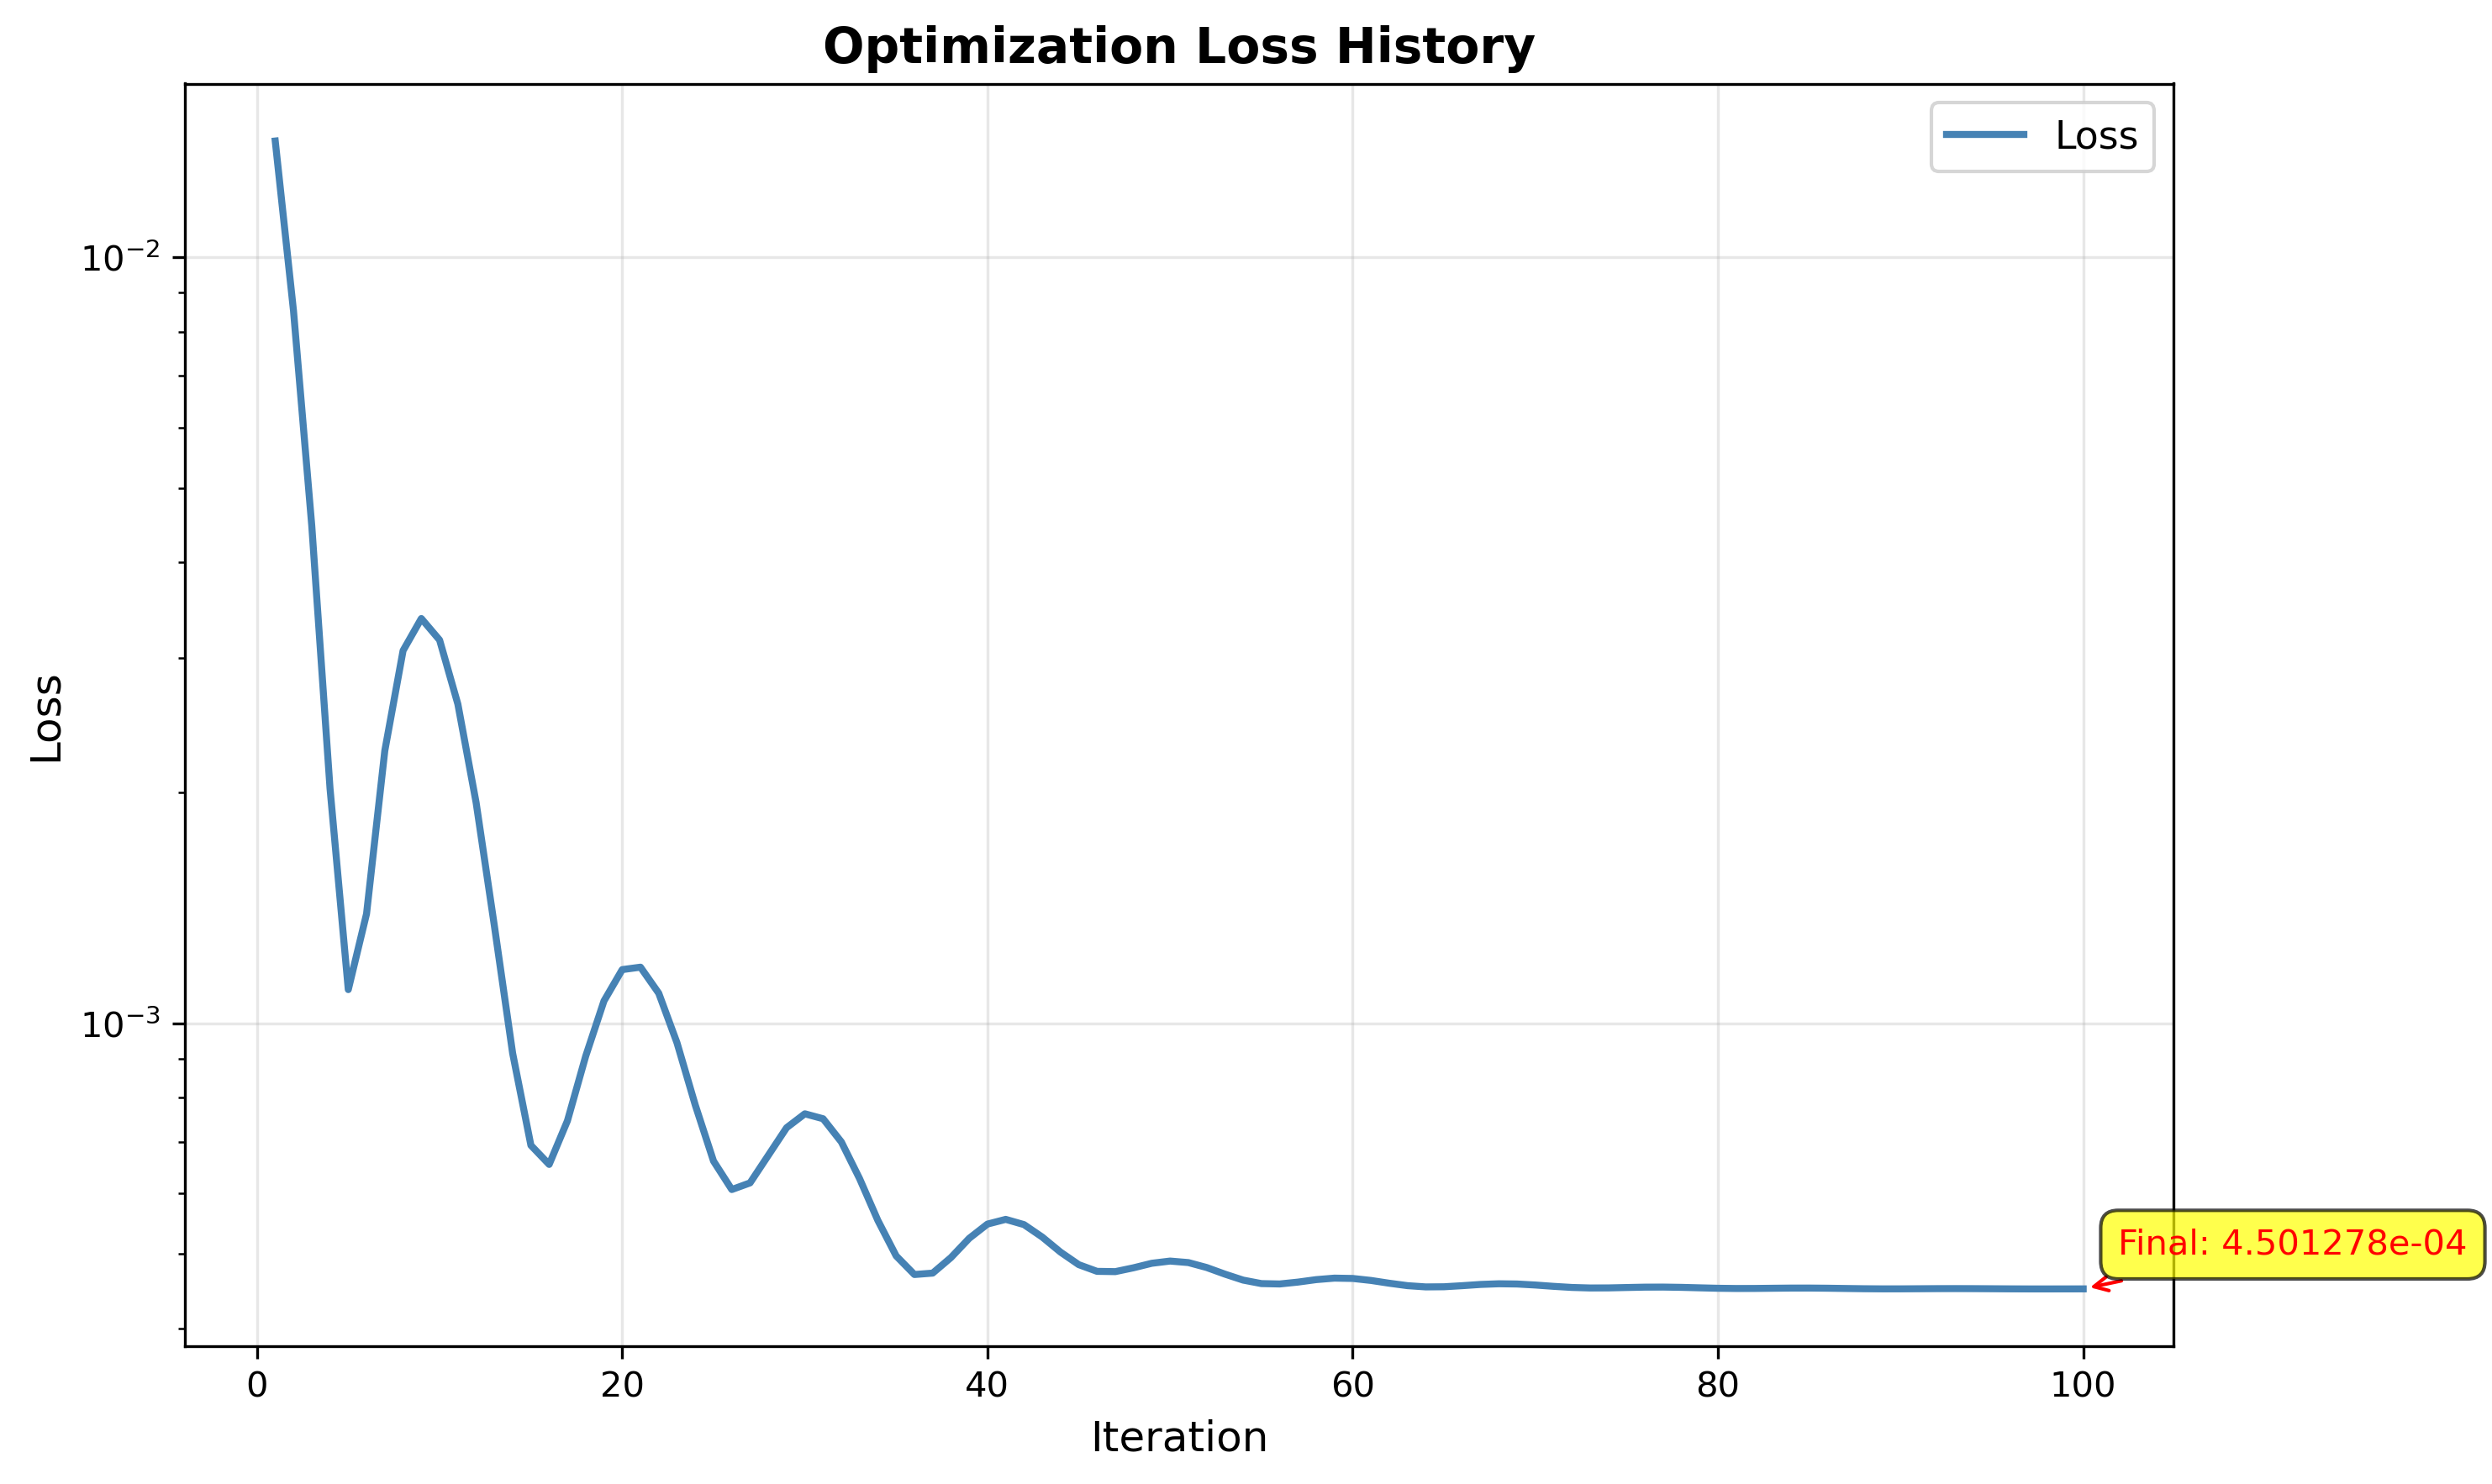 Optimization Loss History
Loss
10⁻²
10⁻³
Loss
Final: 4.501278e-04
0 20 40 60 80 100
Iteration